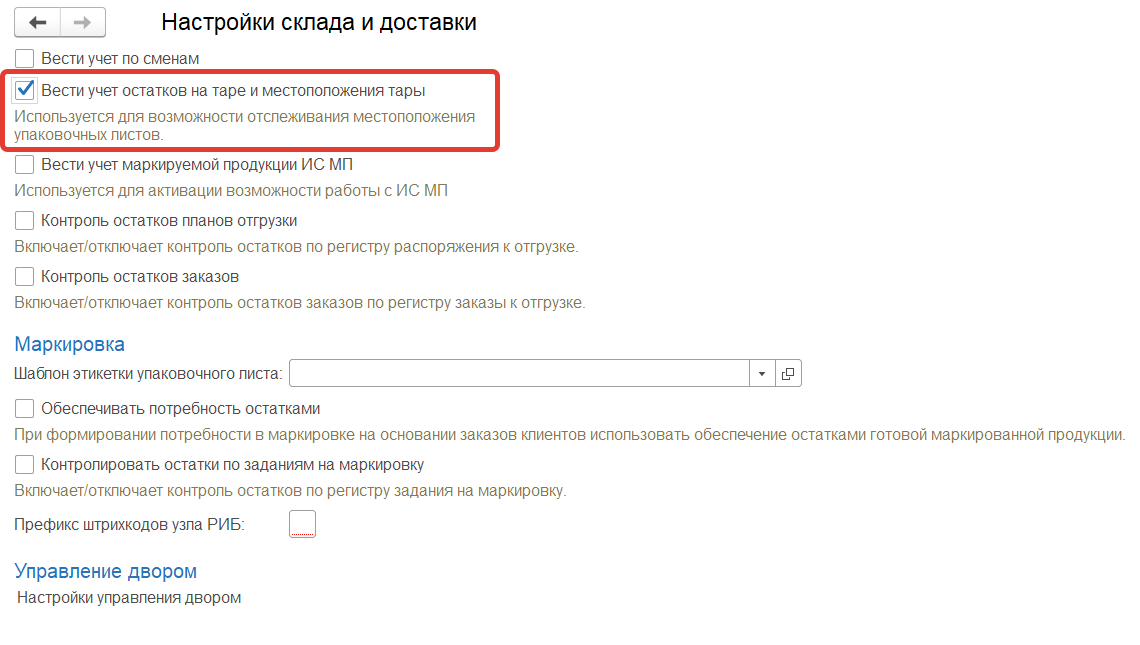 Настройки склада и доставки
Вести учет по сменам
Вести учет остатков на таре и местоположения тары
Используется для возможности отслеживания местоположения
упаковочных листов.
Вести учет маркируемой продукции ИС МП
Используется для активации возможности работы с ИС МП
Контроль остатков планов отгрузки
Включает/отключает контроль остатков по регистру распоряжения к отгрузке.
Контроль остатков заказов
Включает/отключает контроль остатков заказов по регистру заказы к отгрузке.
Маркировка
Шаблон этикетки упаковочного листа:
Обеспечивать потребность остатками
При формировании потребности в маркировке на основании заказов клиентов использовать обеспечение остатками готовой маркированной продукции.
Контролировать остатки по заданиям на маркировку
Включает/отключает контроль остатков по регистру задания на маркировку.
Префикс штрихкодов узла РИБ:
Управление двором
Настройки управления двором